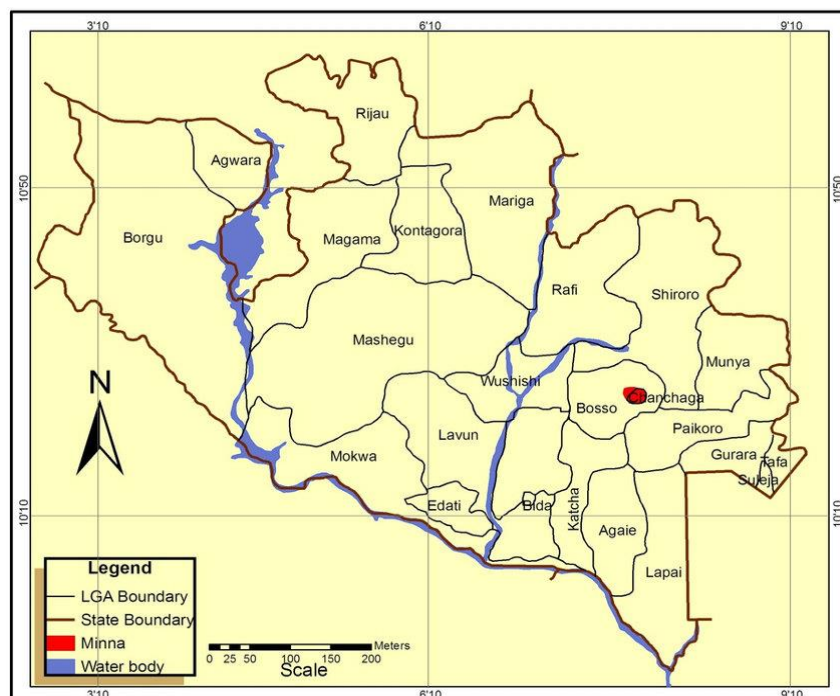 3'10 6'10 9'10
Rijau
Agwara
10'50 10'50
Mariga
Borgu Magama Kontagora
Rafi Shiroro
Mashegu
Munya
Wushishi
Chanchaga
Bosso
Paikoro
Lavun
Mokwa
Gurara Tafa
Suleja
Edati Bida Katcha Agaie
10'10 10'10
Lapai
N
Legend
LGA Boundary
State Boundary
Minna
Water body
Meters
0 25 50 100 150 200
Scale
3'10 6'10 9'10